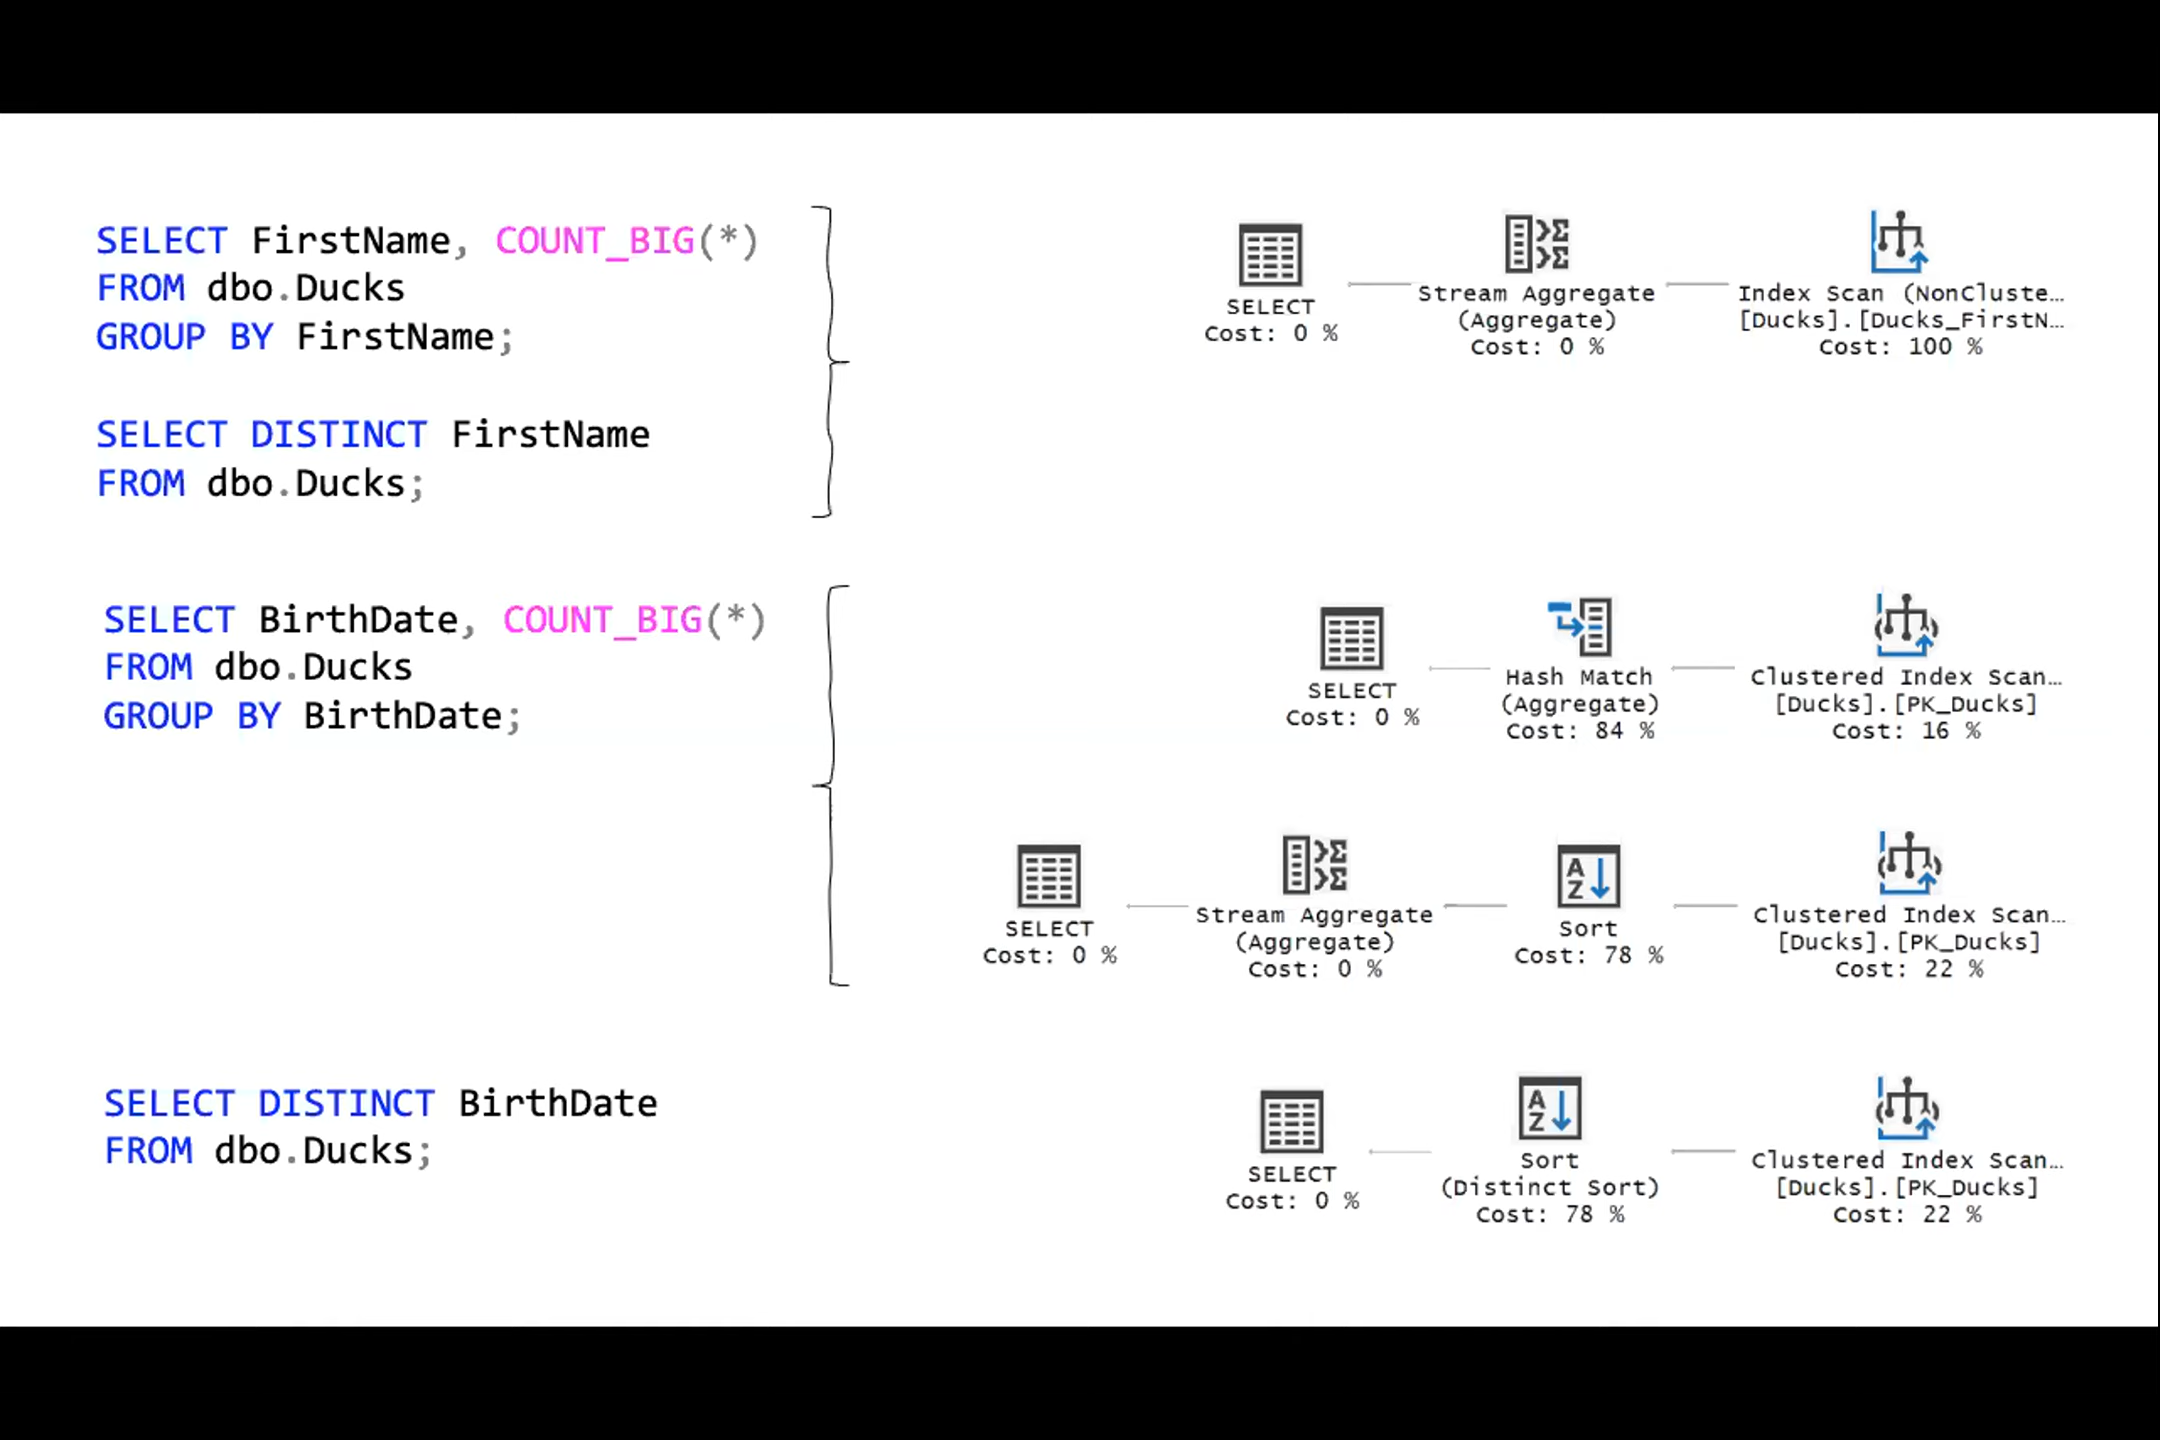 SELECT FirstName, COUNT_BIG(*)
FROM dbo.Ducks
GROUP BY FirstName;
SELECT DISTINCT FirstName
FROM dbo.Ducks;
SELECT
Cost: 0 %
Stream Aggregate
(Aggregate)
Cost: 0 %
Index Scan (NonCluste…
[Ducks].[Ducks_FirstN…
Cost: 100 %
SELECT BirthDate, COUNT_BIG(*)
FROM dbo.Ducks
GROUP BY BirthDate;
SELECT
Cost: 0 %
Hash Match
(Aggregate)
Cost: 84 %
Clustered Index Scan…
[Ducks].[PK_Ducks]
Cost: 16 %
SELECT
Cost: 0 %
Stream Aggregate
(Aggregate)
Cost: 0 %
Sort
Cost: 78 %
Clustered Index Scan…
[Ducks].[PK_Ducks]
Cost: 22 %
SELECT DISTINCT BirthDate
FROM dbo.Ducks;
SELECT
Cost: 0 %
Sort
(Distinct Sort)
Cost: 78 %
Clustered Index Scan…
[Ducks].[PK_Ducks]
Cost: 22 %